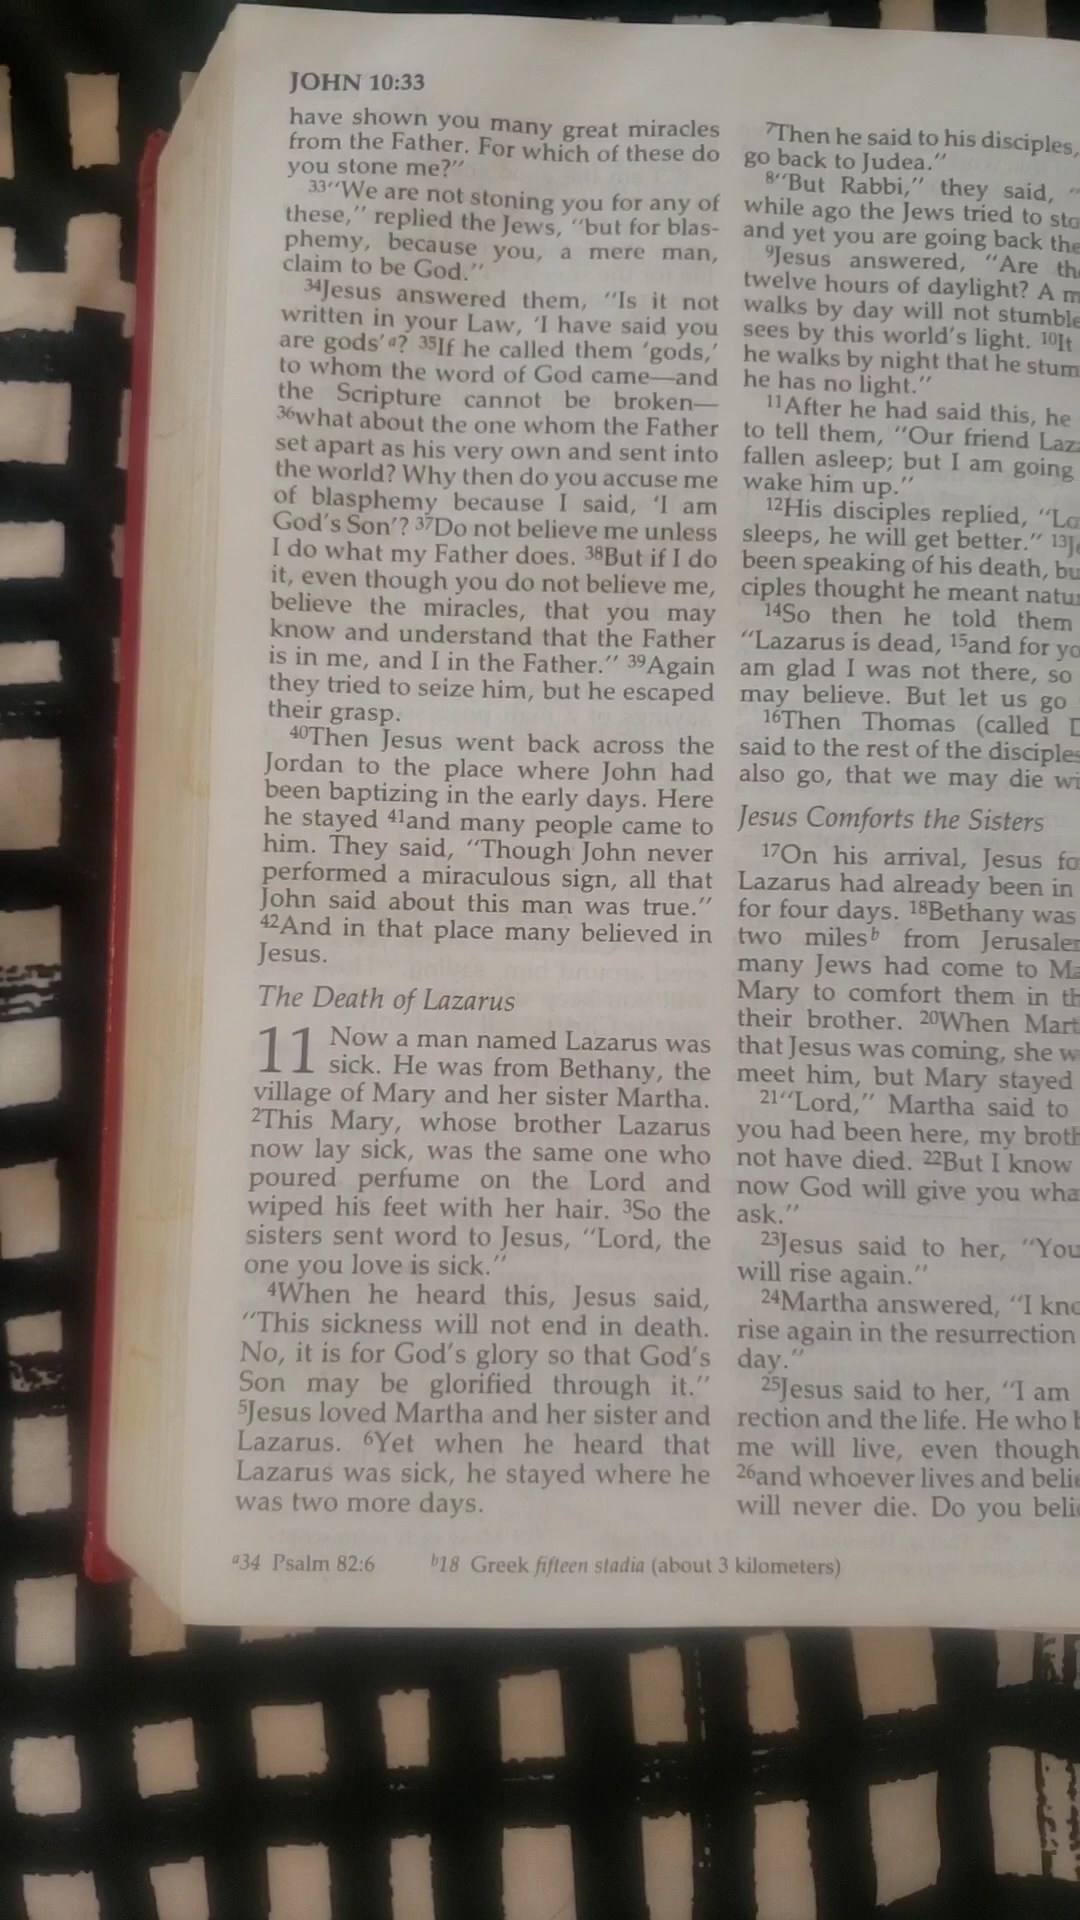 JOHN 10:33
have shown you many great miracles
from the Father. For which of these do
you stone me?"
33"We are not stoning you for any of
these," replied the Jews, "but for blas-
phemy, because you, a mere man,
claim to be God."
34Jesus answered them, "Is it not
written in your Law, 'I have said you
are gods'a? 35If he called them 'gods,'
to whom the word of God came—and
the Scripture cannot be broken—
36what about the one whom the Father
set apart as his very own and sent into
the world? Why then do you accuse me
of blasphemy because I said, 'I am
God's Son'? 37Do not believe me unless
I do what my Father does. 38But if I do
it, even though you do not believe me,
believe the miracles, that you may
know and understand that the Father
is in me, and I in the Father." 39Again
they tried to seize him, but he escaped
their grasp.
40Then Jesus went back across the
Jordan to the place where John had
been baptizing in the early days. Here
he stayed 41and many people came to
him. They said, "Though John never
performed a miraculous sign, all that
John said about this man was true."
42And in that place many believed in
Jesus.
The Death of Lazarus
11 Now a man named Lazarus was
sick. He was from Bethany, the
village of Mary and her sister Martha.
2This Mary, whose brother Lazarus
now lay sick, was the same one who
poured perfume on the Lord and
wiped his feet with her hair. 3So the
sisters sent word to Jesus, "Lord, the
one you love is sick."
4When he heard this, Jesus said,
"This sickness will not end in death.
No, it is for God's glory so that God's
Son may be glorified through it."
5Jesus loved Martha and her sister and
Lazarus. 6Yet when he heard that
Lazarus was sick, he stayed where he
was two more days.
7Then he said to his disciples,
go back to Judea."
8"But Rabbi," they said, "
while ago the Jews tried to
and yet you are going back
9Jesus answered, "Are
twelve hours of daylight? A
walks by day will not stumble
sees by this world's light. 10It
he walks by night that he
he has no light."
11After he had said this, he
to tell them, "Our friend
fallen asleep; but I am going
wake him up."
12His disciples replied,
sleeps, he will get better." 13
been speaking of his death,
ciples thought he meant
14So then he told them
"Lazarus is dead, 15and for
am glad I was not there, so
may believe. But let us go
16Then Thomas (called
said to the rest of the disciples
also go, that we may die
Jesus Comforts the Sisters
17On his arrival, Jesus
Lazarus had already been in
for four days. 18Bethany was
two milesb from
many Jews had come to
Mary to comfort them in
their brother. 20When
that Jesus was coming, she
meet him, but Mary stayed
21"Lord," Martha said to
you had been here, my
not have died. 22But I know
now God will give you
ask."
23Jesus said to her,
will rise again."
24Martha answered, "I
rise again in the resurrection
day."
25Jesus said to her, "I am
rection and the life. He who
me will live, even though
26and whoever lives and
will never die. Do you
a34 Psalm 82:6 b18 Greek fifteen stadia (about 3 kilometers)